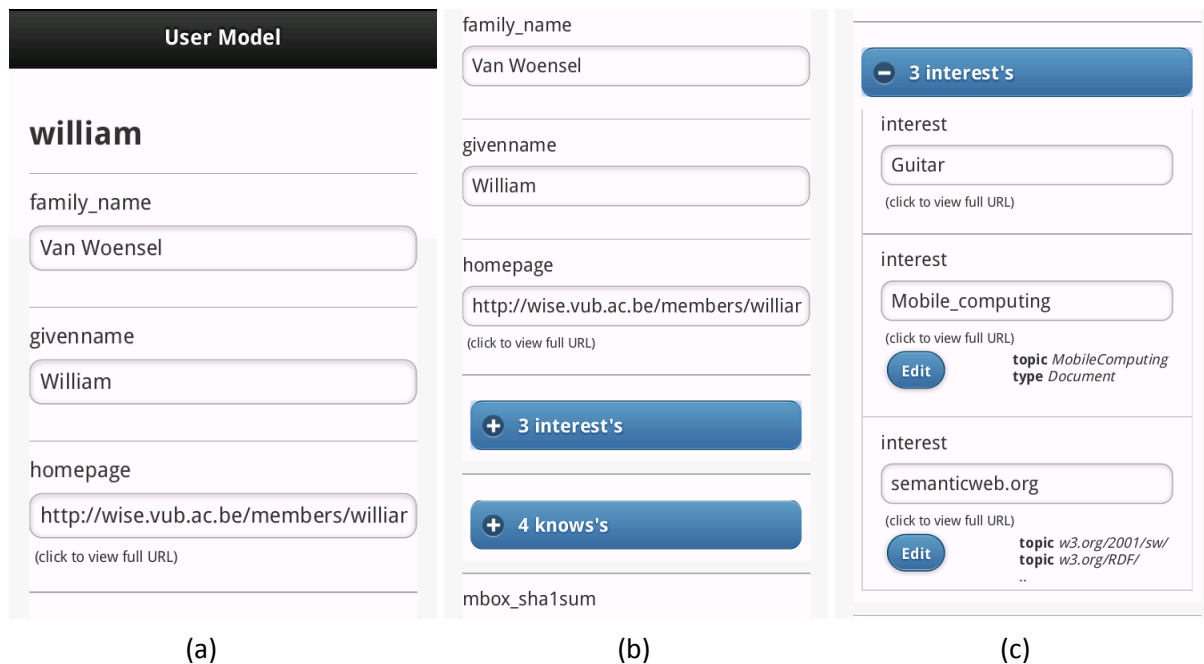 User Model
william
family_name
Van Woensel
givenname
William
homepage
http://wise.vub.ac.be/members/williar
(click to view full URL)
(a)
family_name
Van Woensel
givenname
William
homepage
http://wise.vub.ac.be/members/williar
(click to view full URL)
3 interest's
4 knows's
mbox_sha1sum
(b)
3 interest's
interest
Guitar
(click to view full URL)
interest
Mobile_computing
(click to view full URL)
Edit
topic MobileComputing
type Document
interest
semanticweb.org
(click to view full URL)
Edit
topic w3.org/2001/sw/
topic w3.org/RDF/
..
(c)